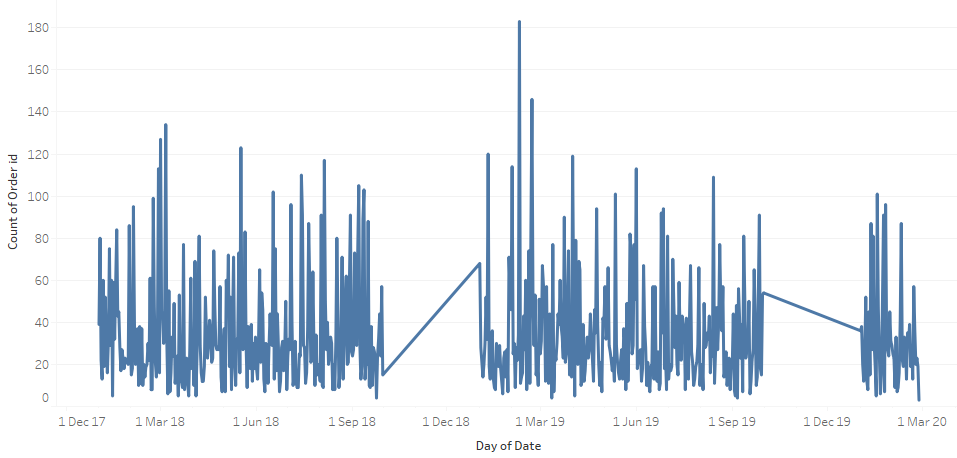 180
160
140
120
100
80
60
40
20
0
Count of Order id
1 Dec 17
1 Mar 18
1 Jun 18
1 Sep 18
1 Dec 18
1 Mar 19
1 Jun 19
1 Sep 19
1 Dec 19
1 Mar 20
Day of Date